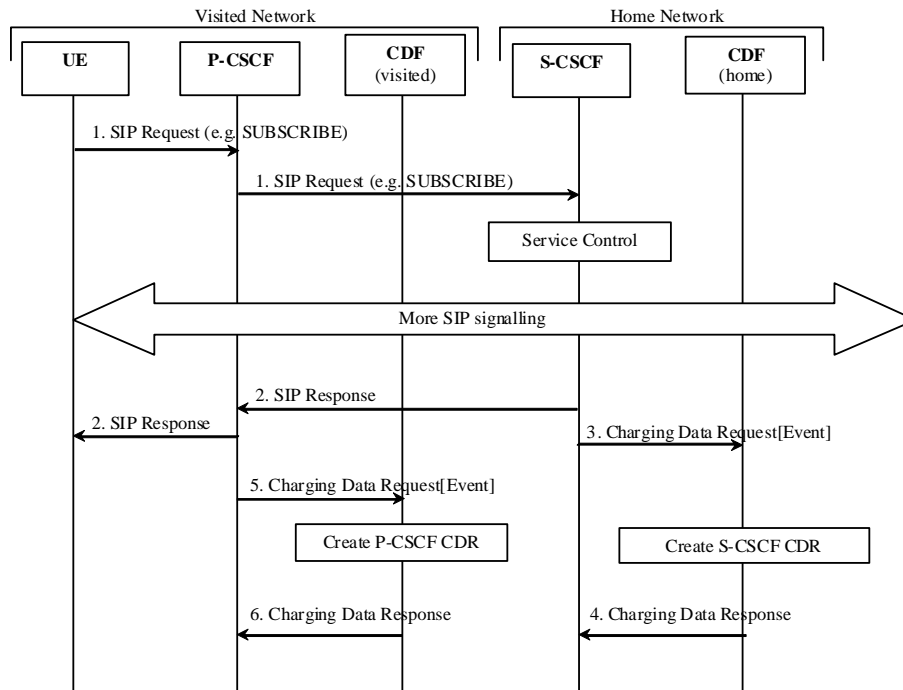 Visited Network
Home Network
UE
P-CSCF
CDF
(visited)
S-CSCF
CDF
(home)
1. SIP Request (e.g. SUBSCRIBE)
1. SIP Request (e.g. SUBSCRIBE)
Service Control
More SIP signalling
2. SIP Response
2. SIP Response
3. Charging Data Request[Event]
5. Charging Data Request[Event]
Create P-CSCF CDR
Create S-CSCF CDR
6. Charging Data Response
4. Charging Data Response